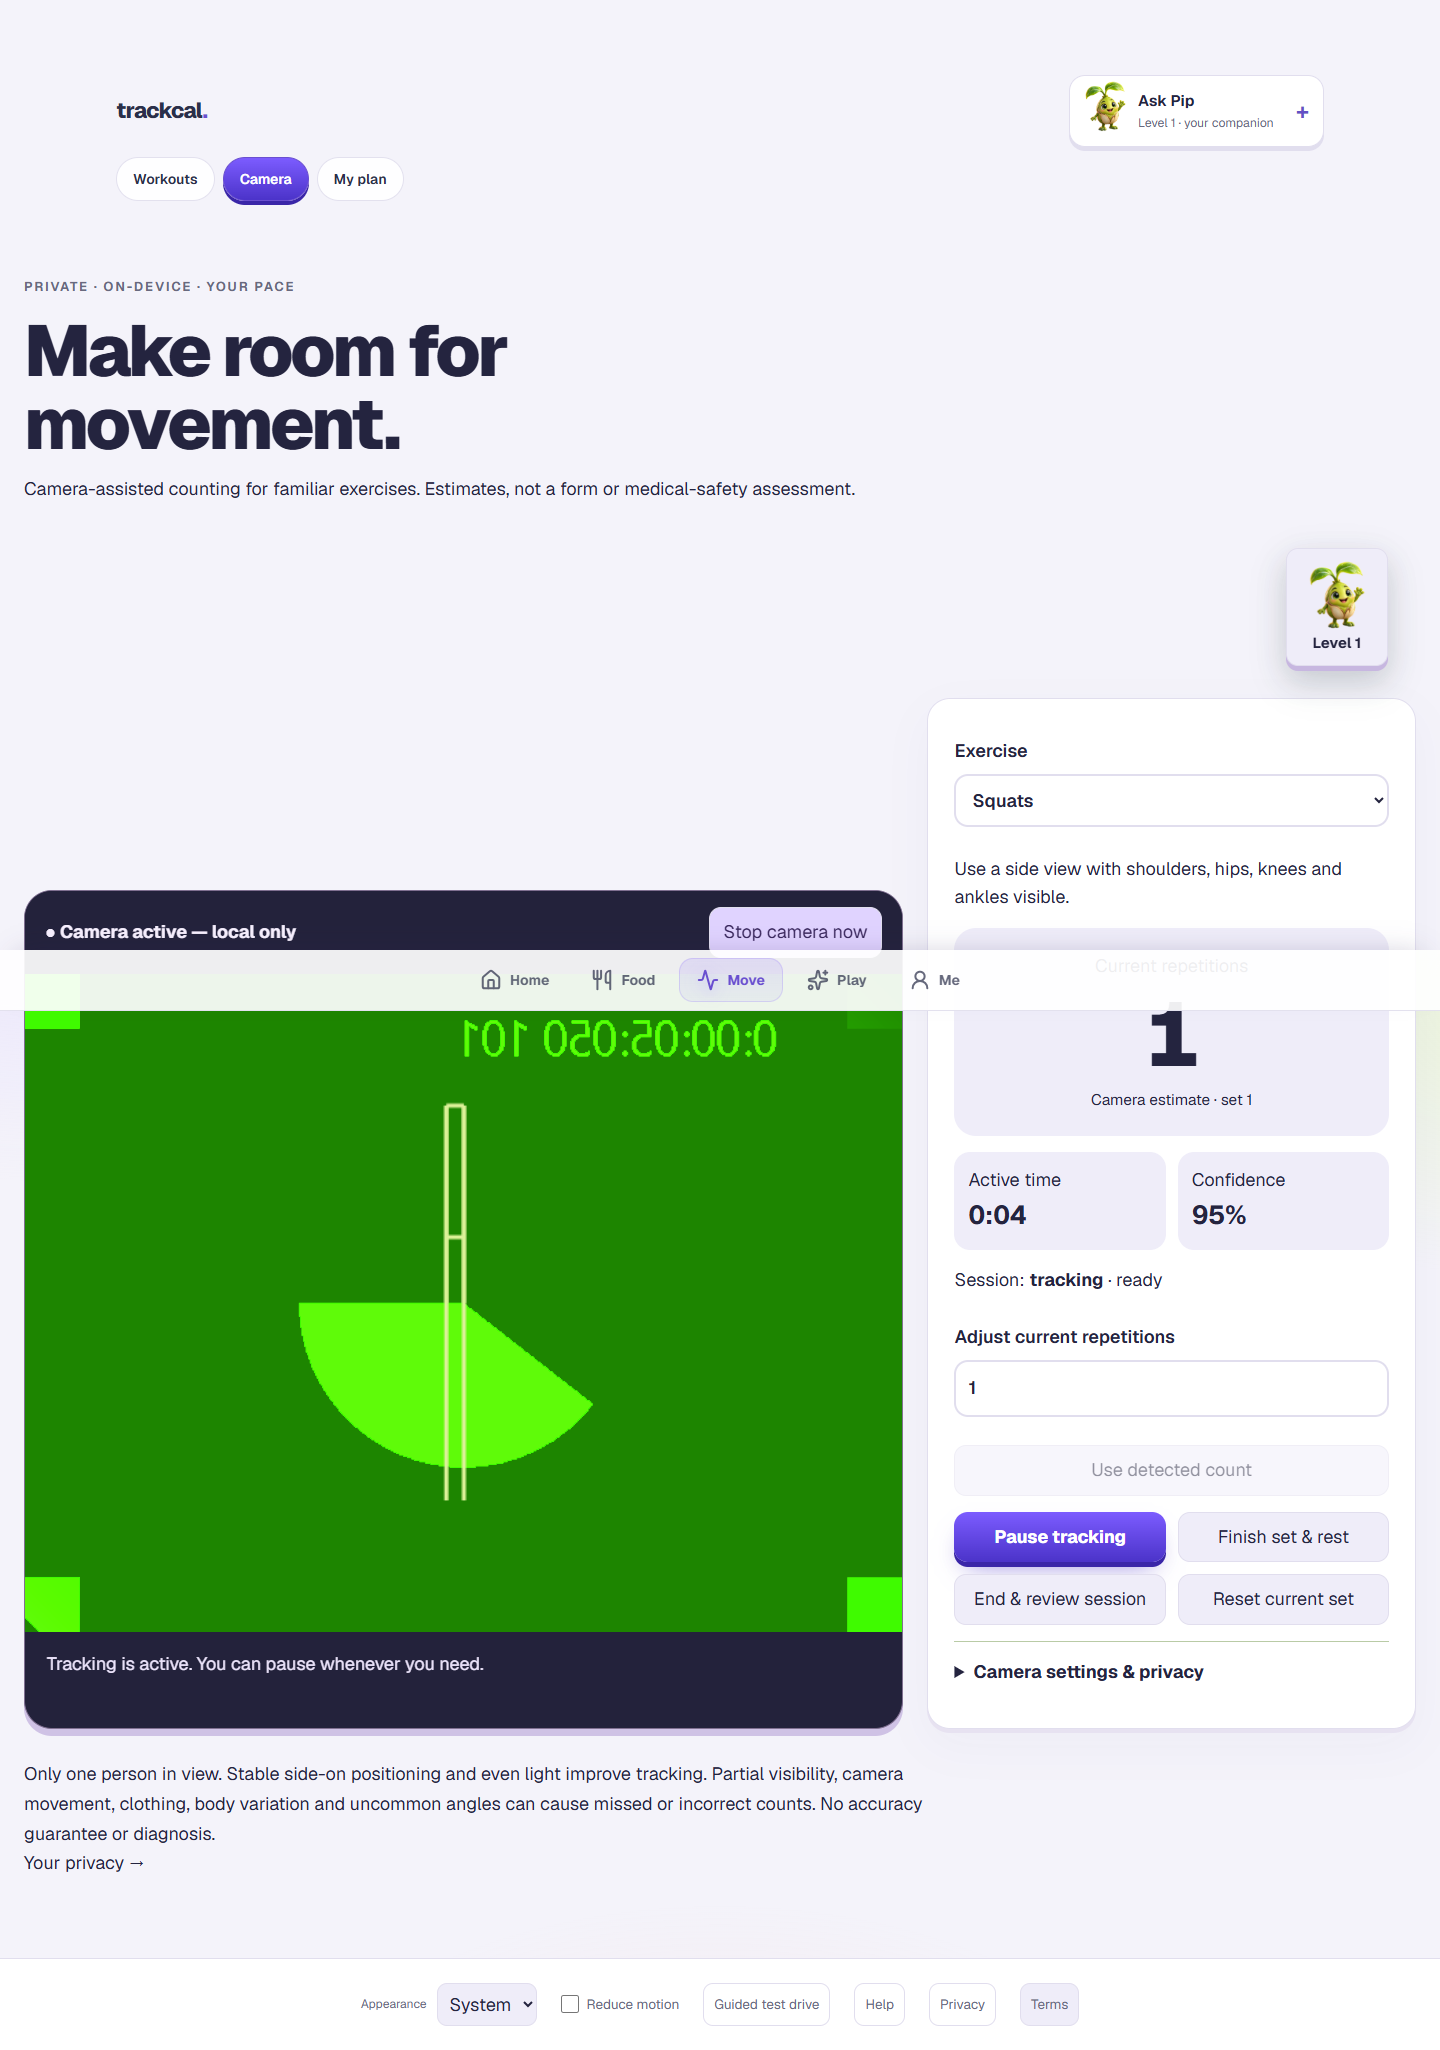 trackcal.
Ask Pip
Level 1 · your companion
+
Workouts
Camera
My plan
PRIVATE · ON-DEVICE · YOUR PACE
Make room for
movement.
Camera-assisted counting for familiar exercises. Estimates, not a form or medical-safety assessment.
Level 1
Exercise
Squats
Use a side view with shoulders, hips, knees and
ankles visible.
● Camera active — local only
Stop camera now
Current repetitions
1
Camera estimate · set 1
Home
Food
Move
Play
Me
0:00:05:050 101
Active time
0:04
Confidence
95%
Session: tracking · ready
Adjust current repetitions
1
Use detected count
Pause tracking
Finish set & rest
End & review session
Reset current set
Camera settings & privacy
Tracking is active. You can pause whenever you need.
Only one person in view. Stable side-on positioning and even light improve tracking. Partial visibility, camera
movement, clothing, body variation and uncommon angles can cause missed or incorrect counts. No accuracy
guarantee or diagnosis.
Your privacy →
Appearance
System
Reduce motion
Guided test drive
Help
Privacy
Terms